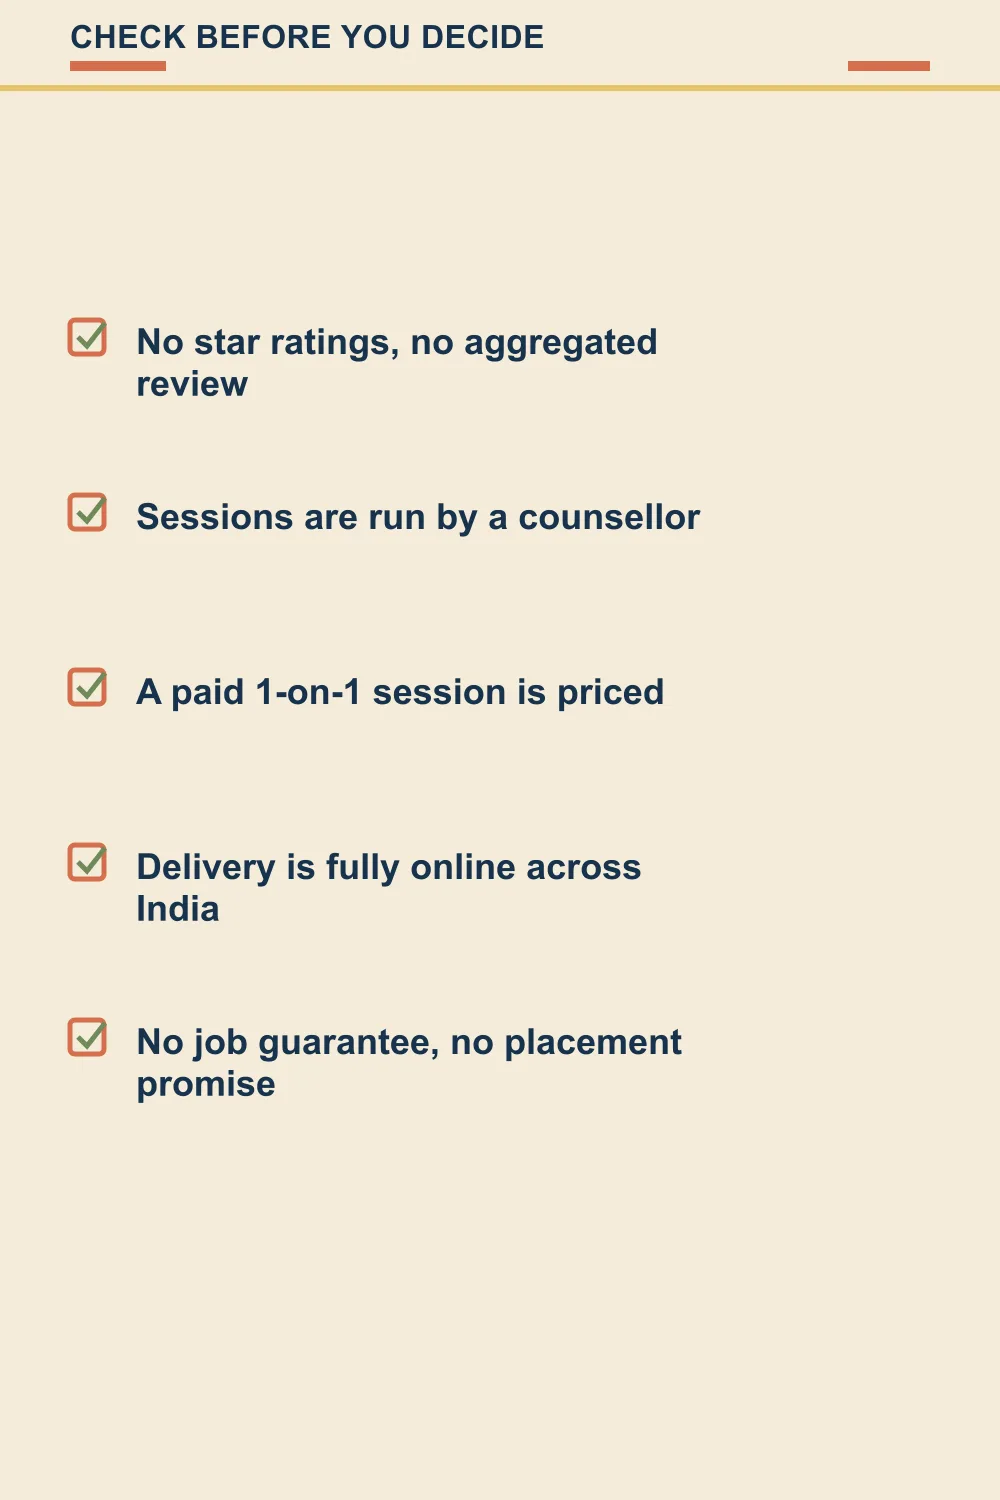 CHECK BEFORE YOU DECIDE
No star ratings, no aggregated
review
Sessions are run by a counsellor
A paid 1-on-1 session is priced
Delivery is fully online across
India
No job guarantee, no placement
promise